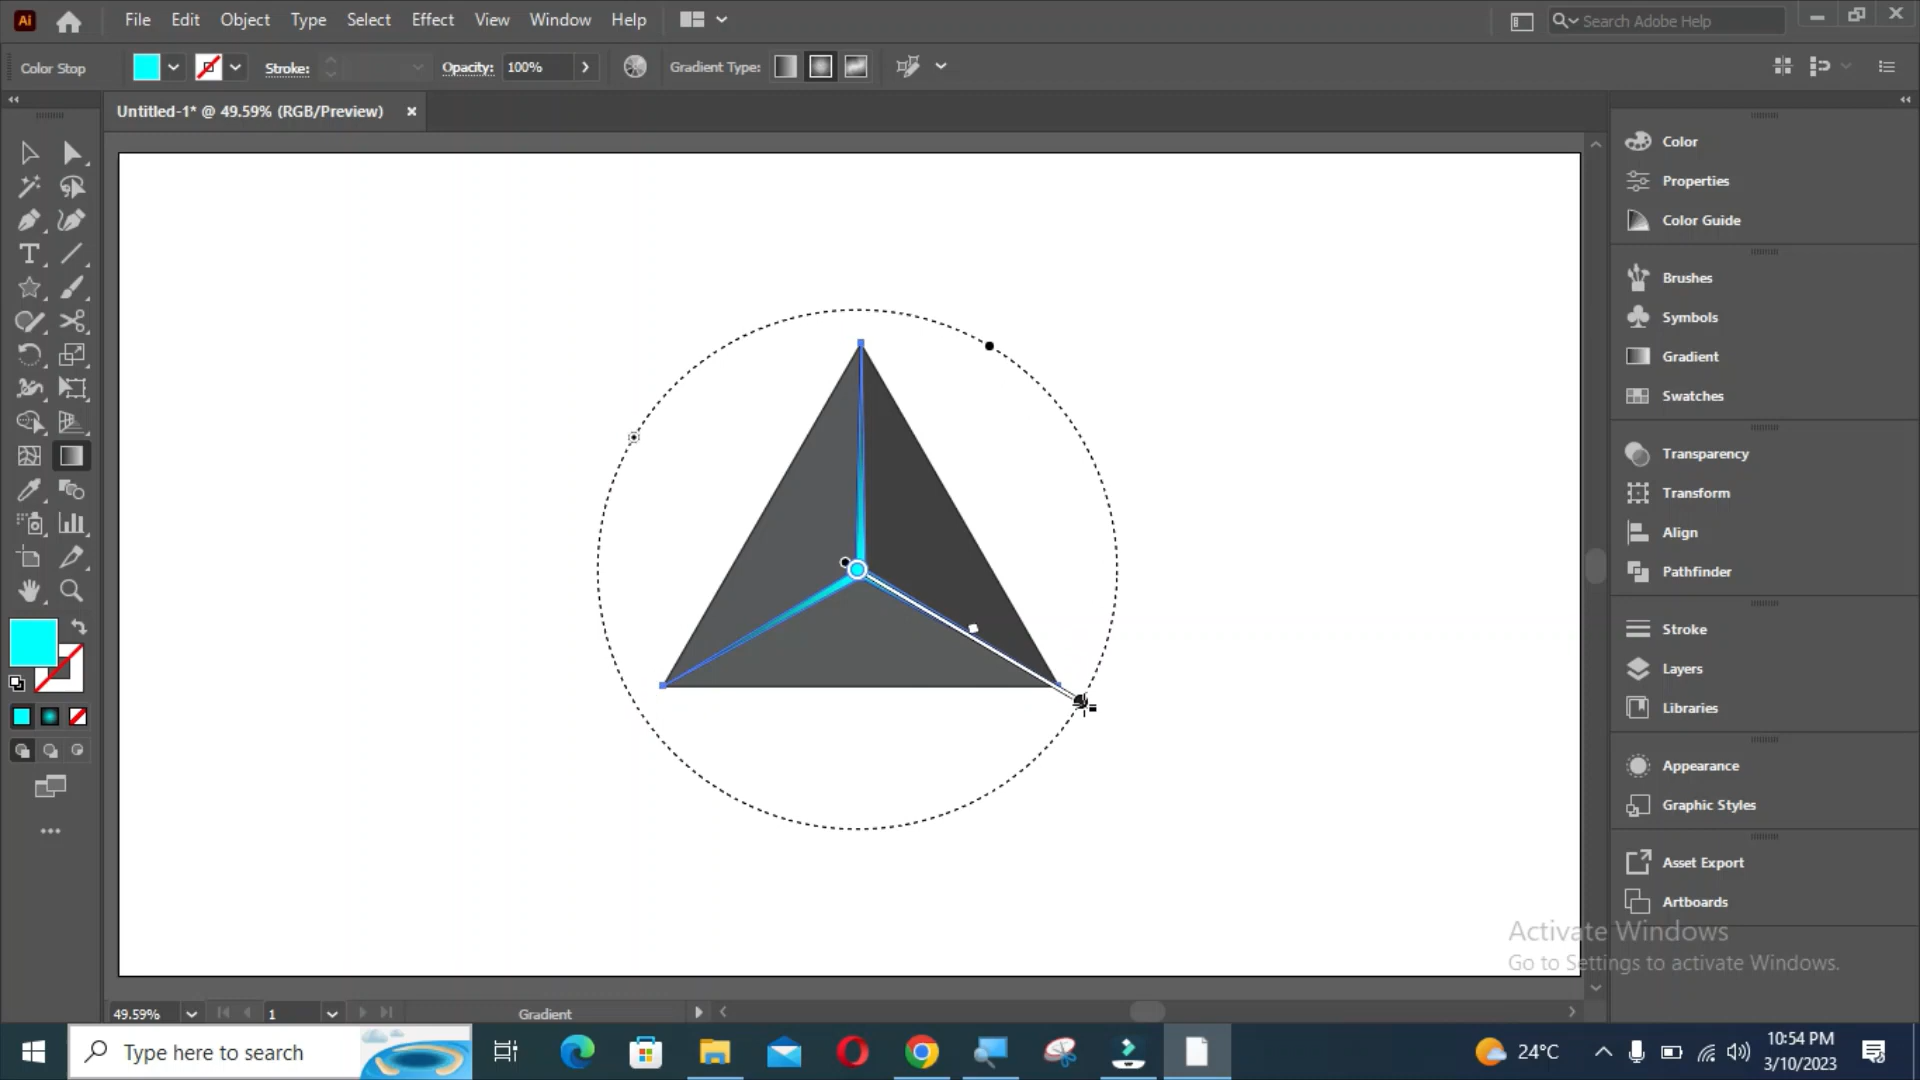 Ai File Edit Object Type Select Effect View Window Help Search Adobe Help
Color Stop Stroke: Opacity: 100% Gradient Type:
Untitled-1* @ 49.59% (RGB/Preview) ×
Color
Properties
Color Guide
Brushes
Symbols
Gradient
Swatches
Transparency
Transform
Align
Pathfinder
Stroke
Layers
Libraries
Appearance
Graphic Styles
Asset Export
Artboards
Activate Windows
Go to Settings to activate Windows.
49.59% 1 Gradient
Type here to search 24°C 10:54 PM
3/10/2023